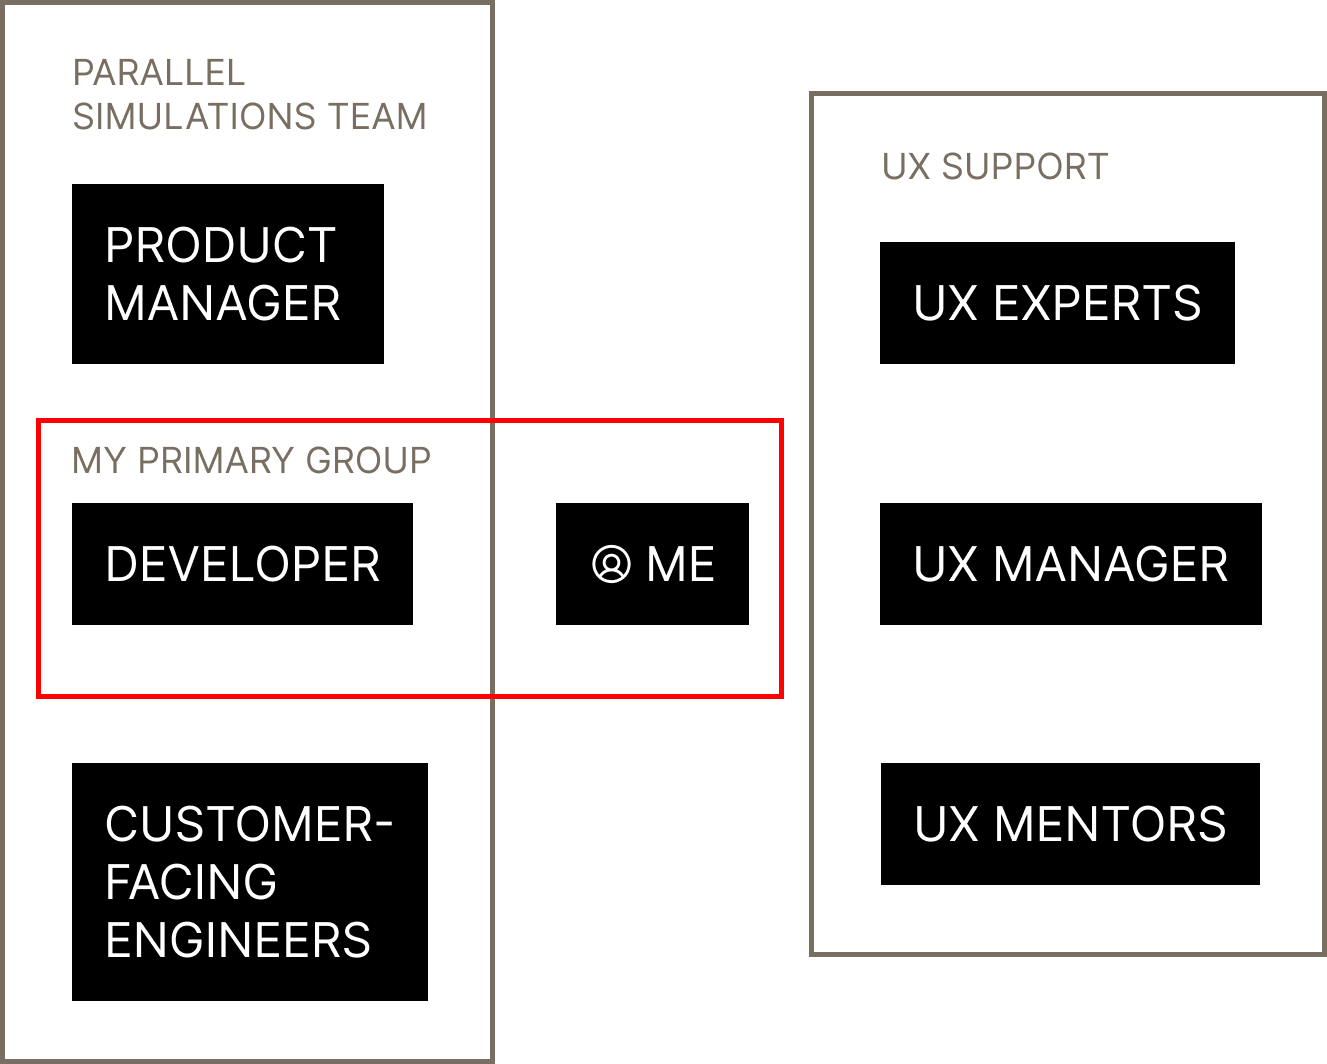 PARALLEL
SIMULATIONS TEAM
PRODUCT
MANAGER
MY PRIMARY GROUP
DEVELOPER
ME
CUSTOMER-
FACING
ENGINEERS
UX SUPPORT
UX EXPERTS
UX MANAGER
UX MENTORS